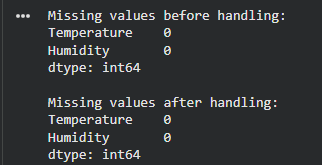 Missing values before handling:
Temperature    0
Humidity       0
dtype: int64

Missing values after handling:
Temperature    0
Humidity       0
dtype: int64